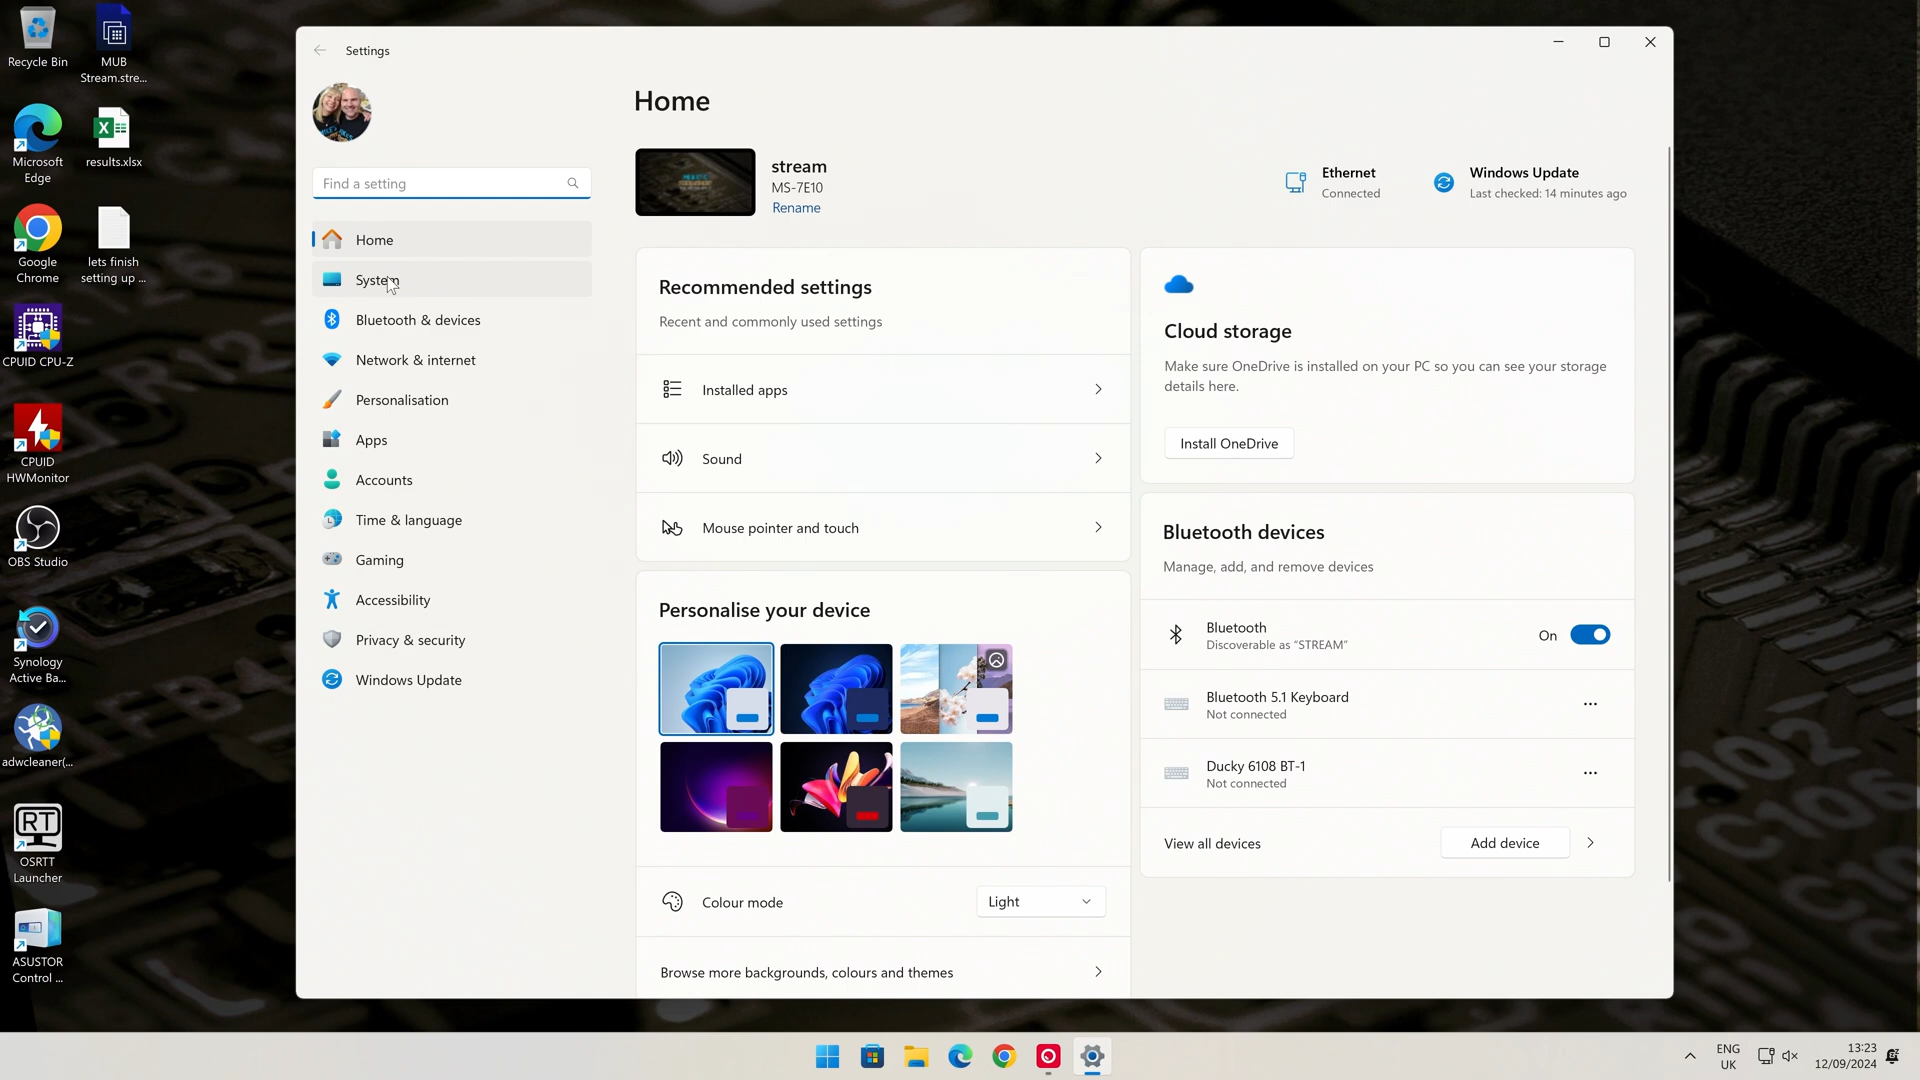 Recycle Bin
MUB
Stream.stre...
Microsoft
Edge
results.xlsx
Google
Chrome
lets finish
setting up ...
CPUID CPU-Z
CPUID
HWMonitor
OBS Studio
Synology
Active Ba...
adwcleaner(...
RT
OSRTT
Launcher
ASUSTOR
Control ...
Settings
Find a setting
Home
System
Bluetooth & devices
Network & internet
Personalisation
Apps
Accounts
Time & language
Gaming
Accessibility
Privacy & security
Windows Update
Home
stream
MS-7E10
Rename
Ethernet
Connected
Windows Update
Last checked: 14 minutes ago
Recommended settings
Recent and commonly used settings
Installed apps
Sound
Mouse pointer and touch
Personalise your device
Colour mode
Light
Browse more backgrounds, colours and themes
Cloud storage
Make sure OneDrive is installed on your PC so you can see your storage
details here.
Install OneDrive
Bluetooth devices
Manage, add, and remove devices
Bluetooth
Discoverable as “STREAM”
On
Bluetooth 5.1 Keyboard
Not connected
Ducky 6108 BT-1
Not connected
View all devices
Add device
ENG
UK
13:23
12/09/2024